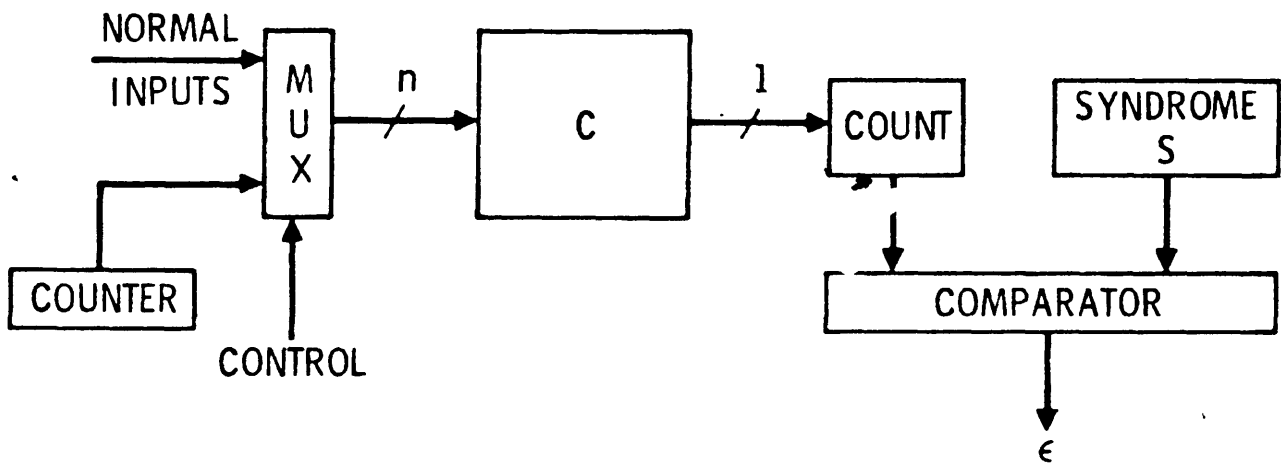 NORMAL
INPUTS
M
U
X
n
C
1
COUNT
SYNDROME
S
COUNTER
CONTROL
COMPARATOR
ϵ